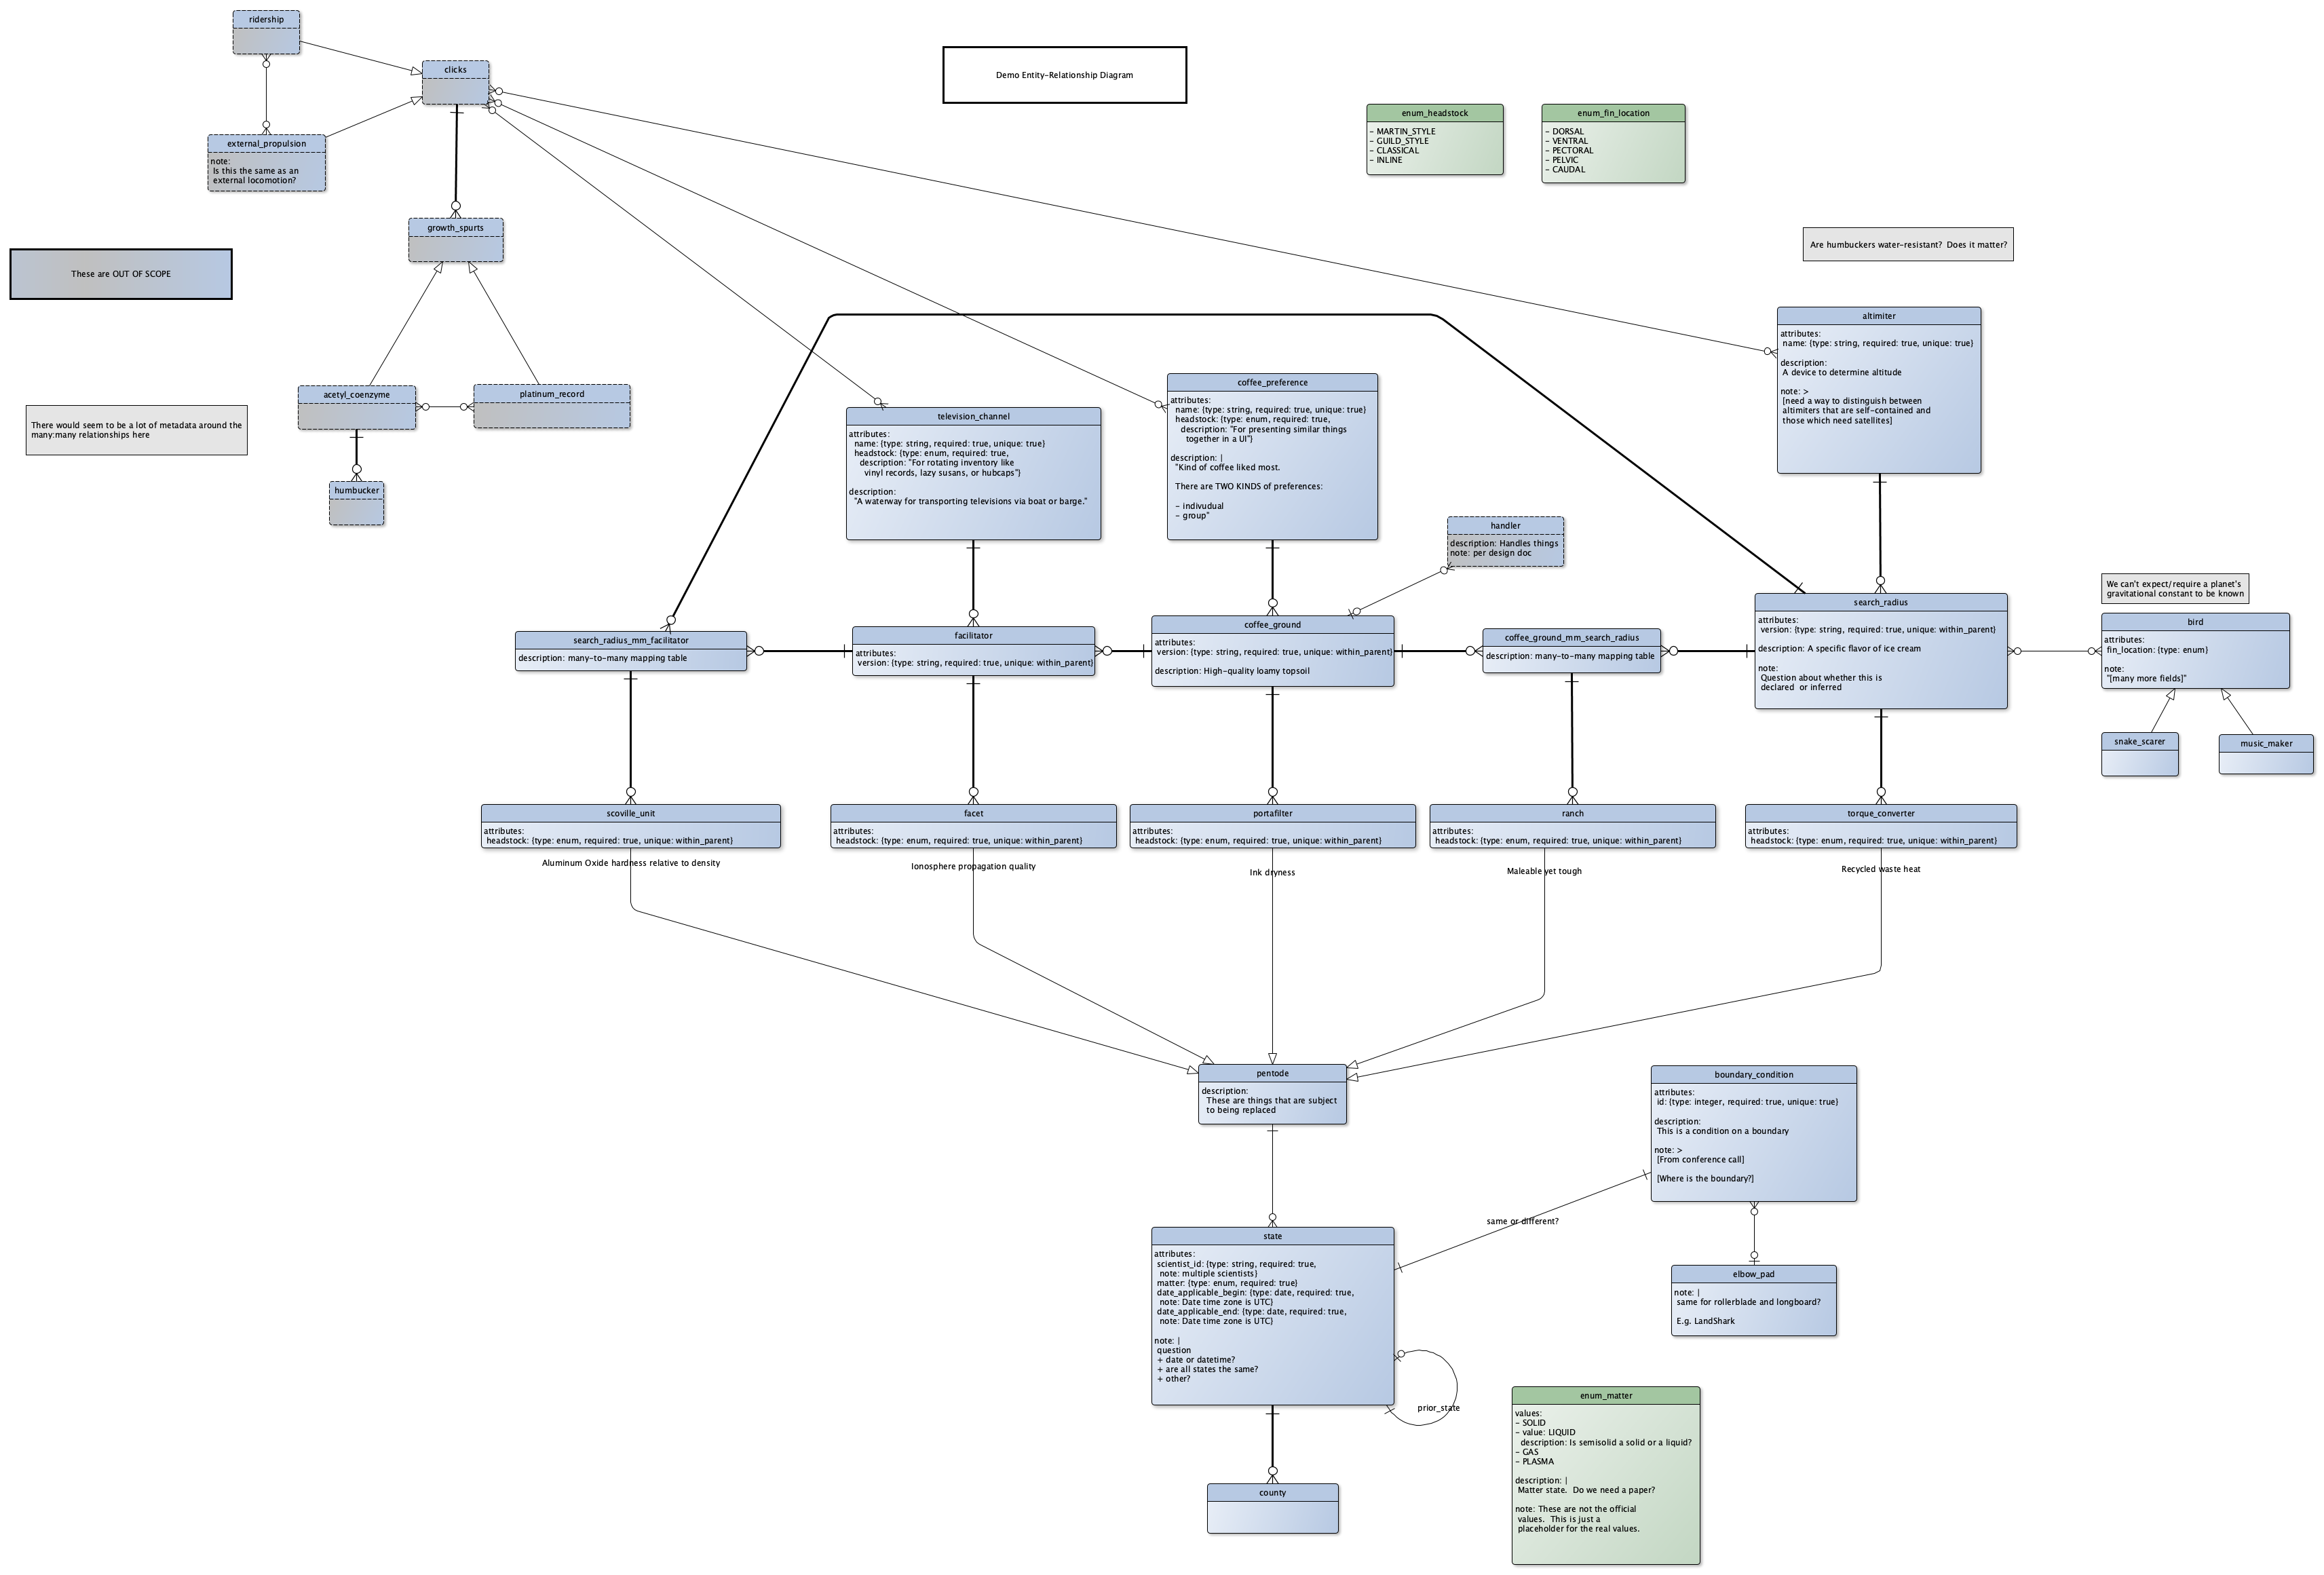 ridership
clicks
Demo Entity-Relationship Diagram
external_propulsion
note:
Is this the same as an
external locomotion?
enum_headstock
- MARTIN_STYLE
- GUILD_STYLE
- CLASSICAL
- INLINE
enum_fin_location
- DORSAL
- VENTRAL
- PECTORAL
- PELVIC
- CAUDAL
growth_spurts
These are OUT OF SCOPE
Are humbuckers water-resistant?  Does it matter?
altimiter
attributes:
name: {type: string, required: true, unique: true}
description:
A device to determine altitude
note: >
[need a way to distinguish between
altimiters that are self-contained and
those which need satellites]
There would seem to be a lot of metadata around the
many:many relationships here
acetyl_coenzyme
platinum_record
humbucker
television_channel
attributes:
name: {type: string, required: true, unique: true}
headstock: {type: enum, required: true,
description: "For rotating inventory like
vinyl records, lazy susans, or hubcaps"}
description:
"A waterway for transporting televisions via boat or barge."
coffee_preference
attributes:
name: {type: string, required: true, unique: true}
headstock: {type: enum, required: true,
description: "For presenting similar things
together in a UI"}
description: |
"Kind of coffee liked most.
There are TWO KINDS of preferences:
- indivudual
- group"
handler
description: Handles things
note: per design doc
search_radius_mm_facilitator
description: many-to-many mapping table
facilitator
attributes:
version: {type: string, required: true, unique: within_parent}
coffee_ground
attributes:
version: {type: string, required: true, unique: within_parent}
description: High-quality loamy topsoil
coffee_ground_mm_search_radius
description: many-to-many mapping table
search_radius
attributes:
version: {type: string, required: true, unique: within_parent}
description: A specific flavor of ice cream
note:
Question about whether this is
declared  or inferred
We can't expect/require a planet's
gravitational constant to be known
bird
attributes:
fin_location: {type: enum}
note:
"[many more fields]"
snake_scarer
music_maker
scoville_unit
attributes:
headstock: {type: enum, required: true, unique: within_parent}
Aluminum Oxide hardness relative to density
facet
attributes:
headstock: {type: enum, required: true, unique: within_parent}
Ionosphere propagation quality
portafilter
attributes:
headstock: {type: enum, required: true, unique: within_parent}
Ink dryness
ranch
attributes:
headstock: {type: enum, required: true, unique: within_parent}
Maleable yet tough
torque_converter
attributes:
headstock: {type: enum, required: true, unique: within_parent}
Recycled waste heat
pentode
description:
These are things that are subject
to being replaced
boundary_condition
attributes:
id: {type: integer, required: true, unique: true}
description:
This is a condition on a boundary
note: >
[From conference call]
[Where is the boundary?]
same or different?
state
attributes:
scientist_id: {type: string, required: true,
note: multiple scientists}
matter: {type: enum, required: true}
date_applicable_begin: {type: date, required: true,
note: Date time zone is UTC}
date_applicable_end: {type: date, required: true,
note: Date time zone is UTC}
note: |
question
+ date or datetime?
+ are all states the same?
+ other?
prior_state
elbow_pad
note: |
same for rollerblade and longboard?
E.g. LandShark
county
enum_matter
values:
- SOLID
- value: LIQUID
description: Is semisolid a solid or a liquid?
- GAS
- PLASMA
description: |
Matter state.  Do we need a paper?
note: These are not the official
values.  This is just a
placeholder for the real values.